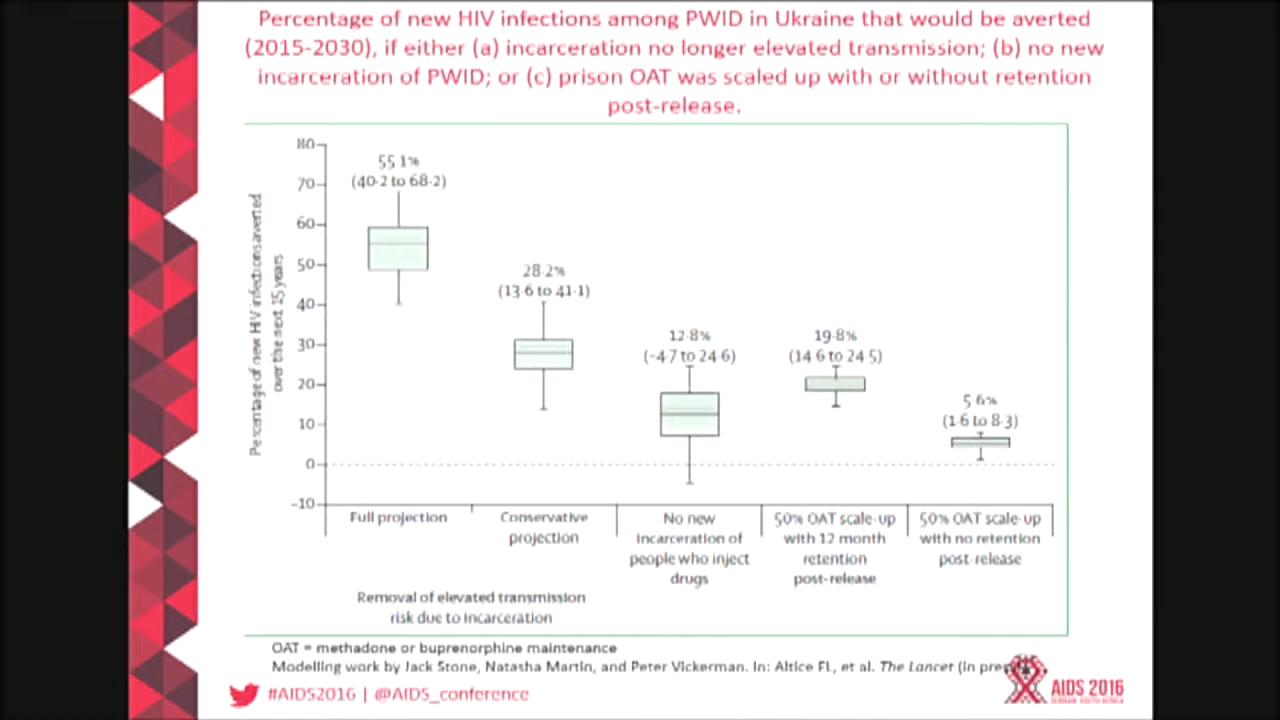 Percentage of new HIV infections among PWID in Ukraine that would be averted
(2015-2030), if either (a) incarceration no longer elevated transmission; (b) no new
incarceration of PWID; or (c) prison OAT was scaled up with or without retention
post-release.
Percentage of new HIV infections averted
over the next 15 years
80
70
60
50
40
30
20
10
0
-10
55·1%
(40·2 to 68·2)
28·2%
(13·6 to 41·1)
12·8%
(-4·7 to 24·6)
19·8%
(14·6 to 24·5)
5·6%
(1·6 to 8·3)
Full projection
Conservative
projection
No new
incarceration of
people who inject
drugs
50% OAT scale-up
with 12 month
retention
post-release
50% OAT scale-up
with no retention
post-release
Removal of elevated transmission
risk due to incarceration
OAT = methadone or buprenorphine maintenance
Modelling work by Jack Stone, Natasha Martin, and Peter Vickerman. In: Altice FL, et al. The Lancet (in
#AIDS2016 | @AIDS_conference
AIDS 2016
DURBAN, SOUTH AFRICA